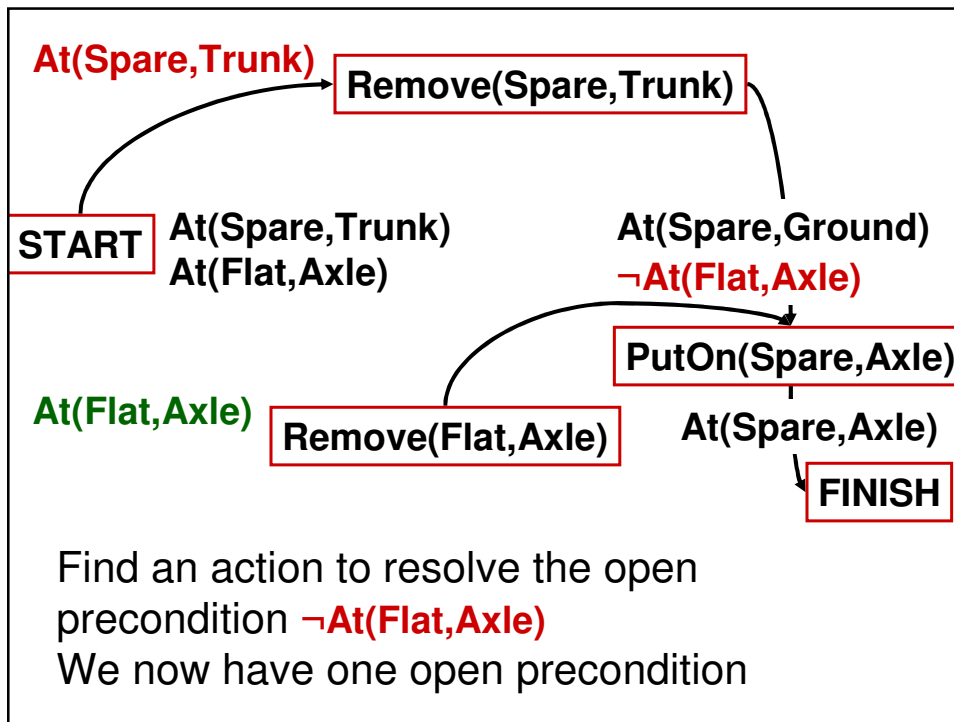 At(Spare,Trunk)
Remove(Spare,Trunk)
START
At(Spare,Trunk)
At(Flat,Axle)
At(Spare,Ground)
¬At(Flat,Axle)
PutOn(Spare,Axle)
At(Flat,Axle)
Remove(Flat,Axle)
At(Spare,Axle)
FINISH
Find an action to resolve the open
precondition ¬At(Flat,Axle)
We now have one open precondition